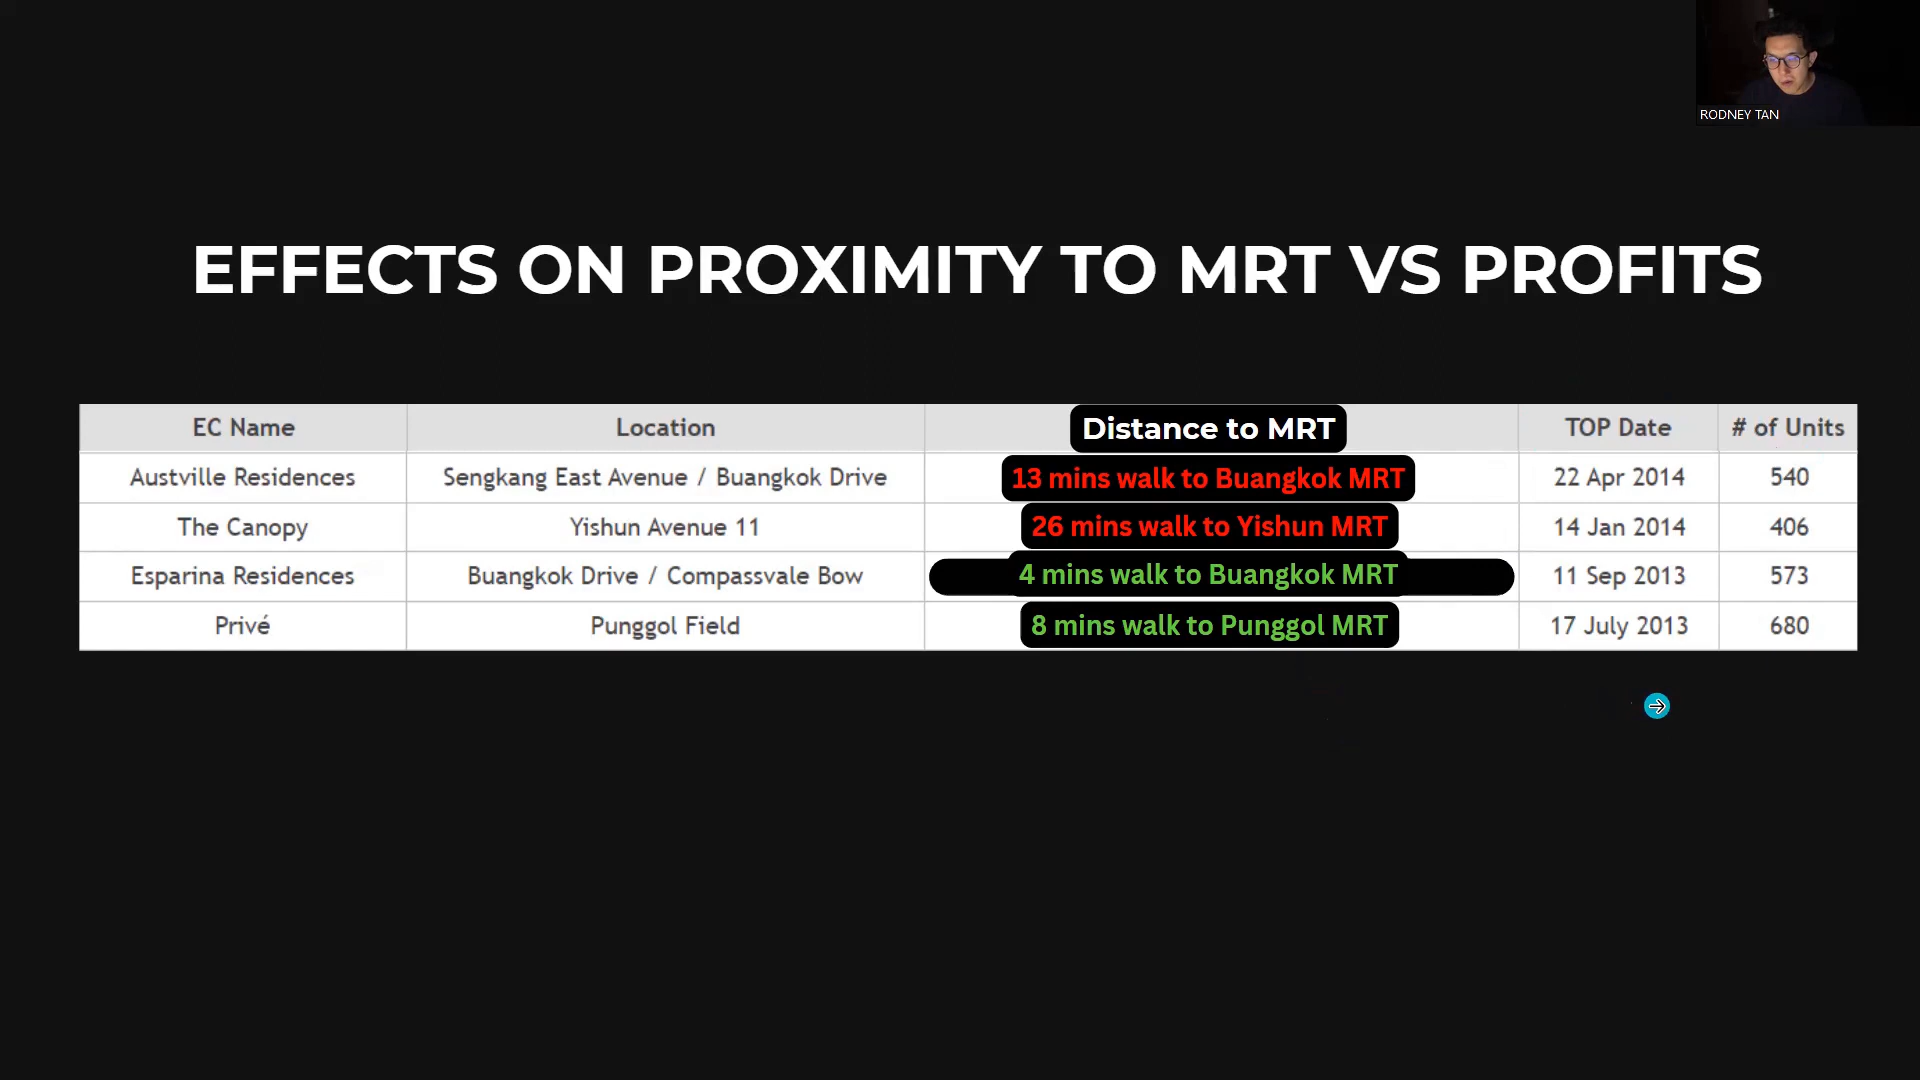 RODNEY TAN
EFFECTS ON PROXIMITY TO MRT VS PROFITS
EC Name Location Distance to MRT TOP Date # of Units
Austville Residences Sengkang East Avenue / Buangkok Drive 13 mins walk to Buangkok MRT 22 Apr 2014 540
The Canopy Yishun Avenue 11 26 mins walk to Yishun MRT 14 Jan 2014 406
Esparina Residences Buangkok Drive / Compassvale Bow 4 mins walk to Buangkok MRT 11 Sep 2013 573
Privé Punggol Field 8 mins walk to Punggol MRT 17 July 2013 680